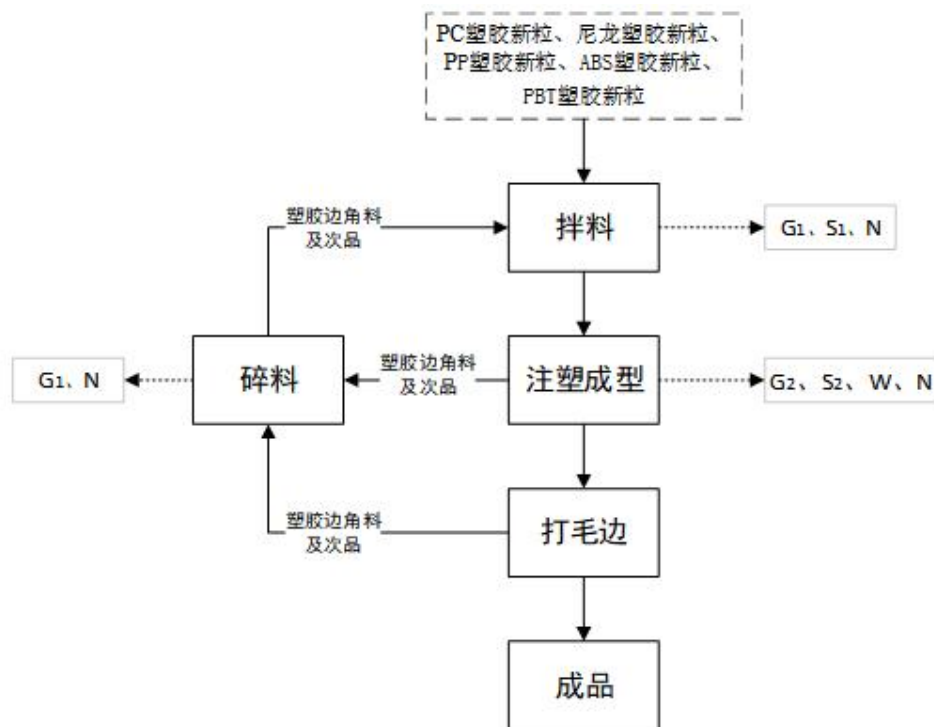 PC塑胶新粒、尼龙塑胶新粒、
PP塑胶新粒、ABS塑胶新粒、
PBT塑胶新粒
塑胶边角料
及次品
拌料
G1、S1、N
G1、N
碎料
塑胶边角料
及次品
注塑成型
G2、S2、W、N
塑胶边角料
及次品
打毛边
成品